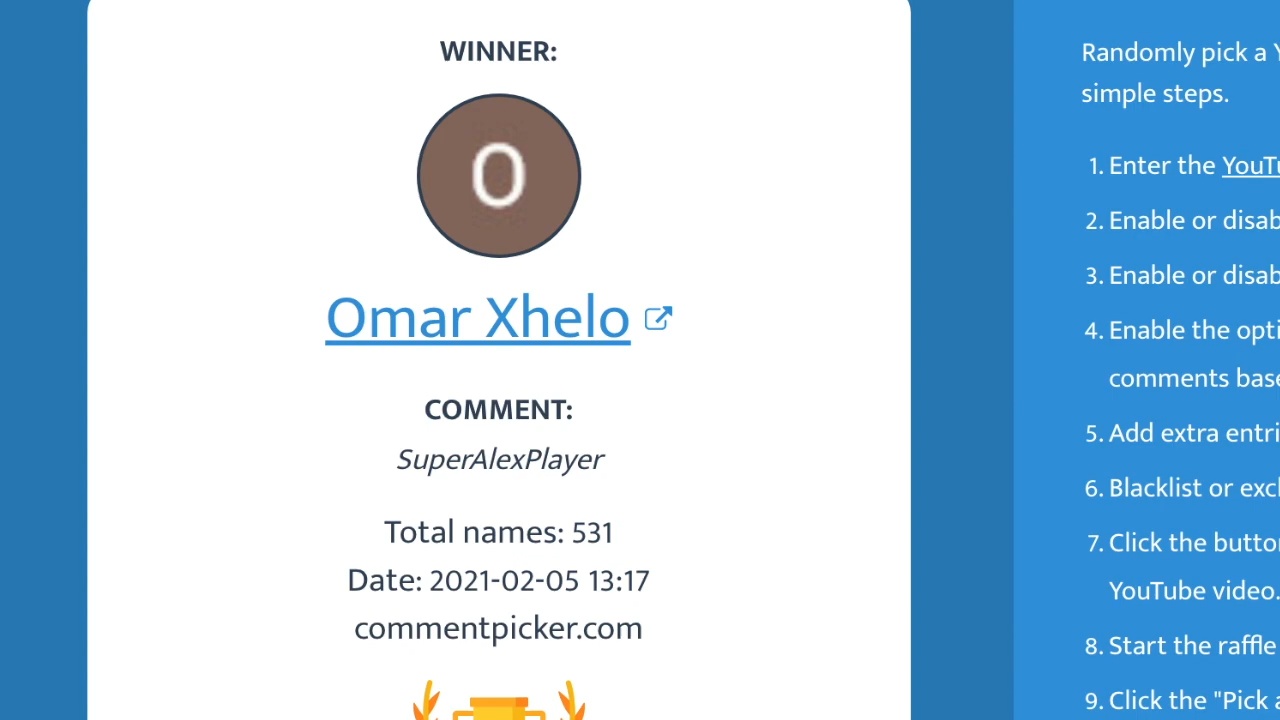 WINNER:
O
Omar Xhelo
COMMENT:
SuperAlexPlayer
Total names: 531
Date: 2021-02-05 13:17
commentpicker.com
Randomly pick a
simple steps.
1. Enter the
2. Enable or
3. Enable or
4. Enable the
comments
5. Add extra
6. Blacklist or
7. Click the
YouTube video.
8. Start the raffle
9. Click the "Pick